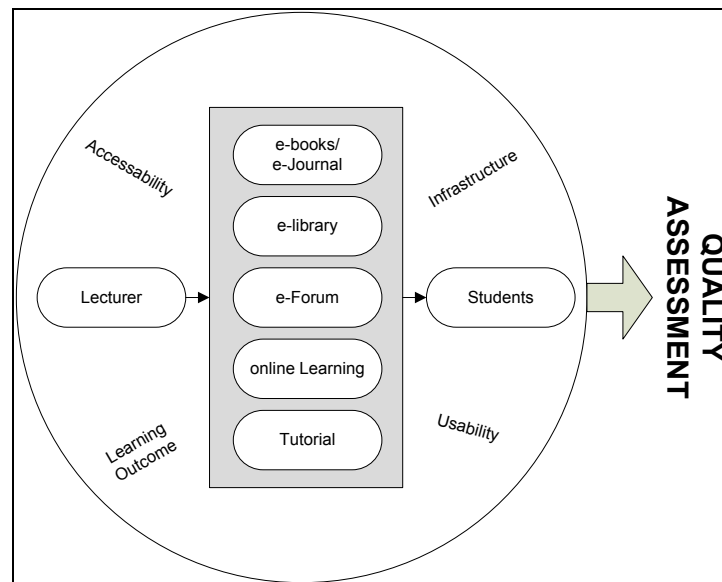 Accessability
Infrastructure
e-books/
e-Journal
e-library
Lecturer
e-Forum
Students
online Learning
Tutorial
Learning
Outcome
Usability
QUALITY
ASSESSMENT